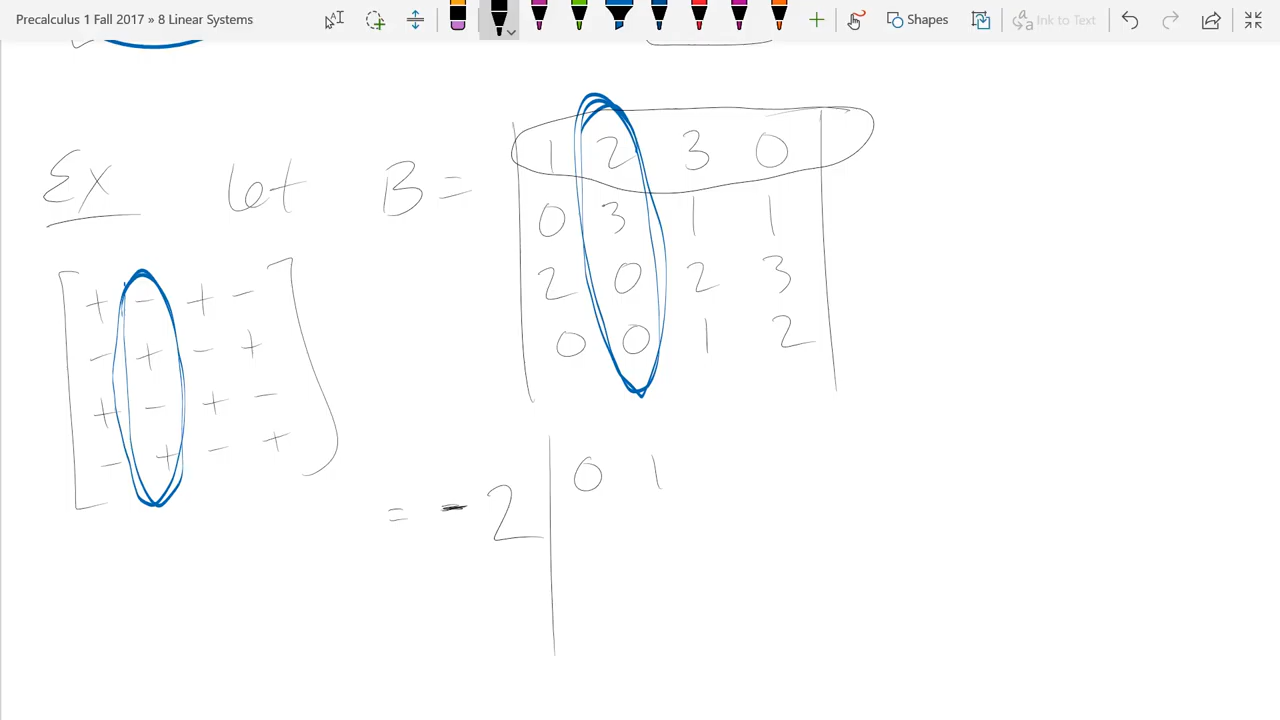 Precalculus 1 Fall 2017 » 8 Linear Systems
Shapes
Ink to Text
Ex let B =
1 2 3 0
0 3 1 1
2 0 2 3
0 0 1 2
+ - + -
- + - +
+ - + -
- + - +
= - 2
0 1